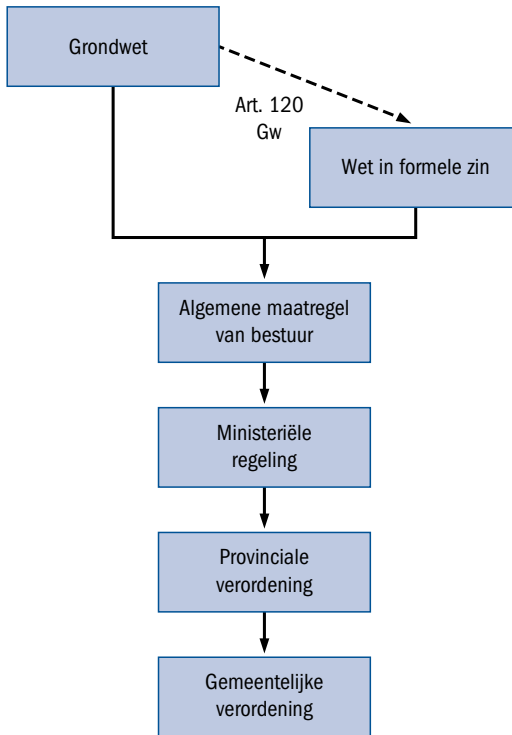 Grondwet
Art. 120
Gw
Wet in formele zin
Algemene maatregel
van bestuur
Ministeriële
regeling
Provinciale
verordening
Gemeentelijke
verordening